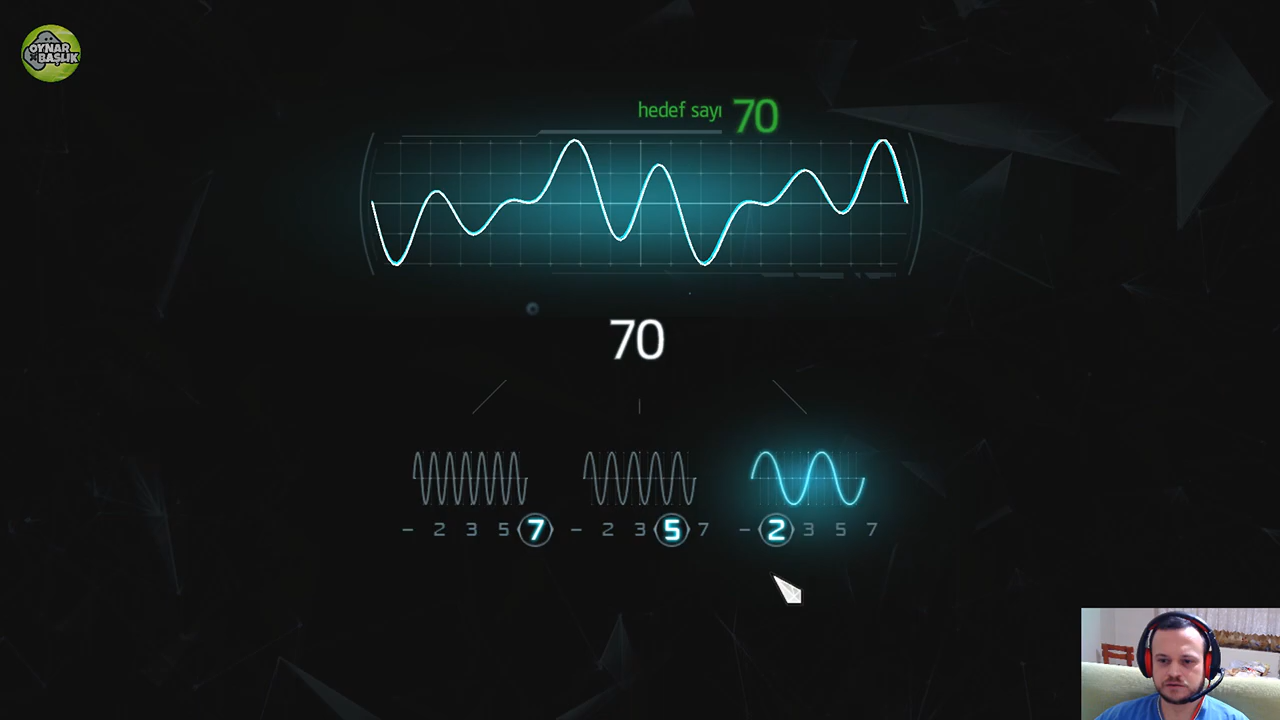 OYNAR
BAŞLIK
hedef sayı 70
70
- 2 3 5 7 - 2 3 5 7 - 2 3 5 7